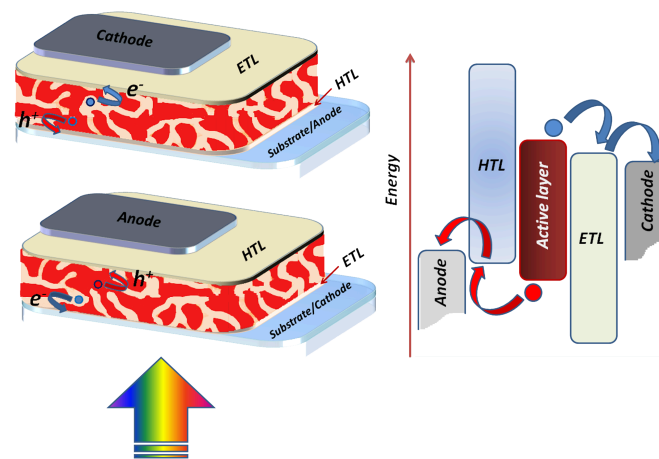 Cathode
ETL
e-
h+
HTL
Substrate/Anode
Anode
HTL
h+
e-
ETL
Substrate/Cathode
Energy
HTL
Active layer
ETL
Cathode
Anode